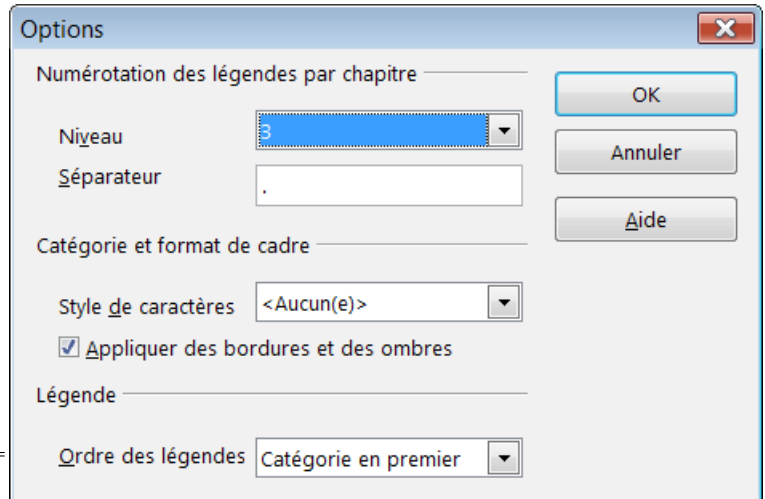 Options
Numérotation des légendes par chapitre
OK
Niveau 3
Annuler
Séparateur .
Aide
Catégorie et format de cadre
Style de caractères <Aucun(e)>
Appliquer des bordures et des ombres
Légende
Ordre des légendes Catégorie en premier